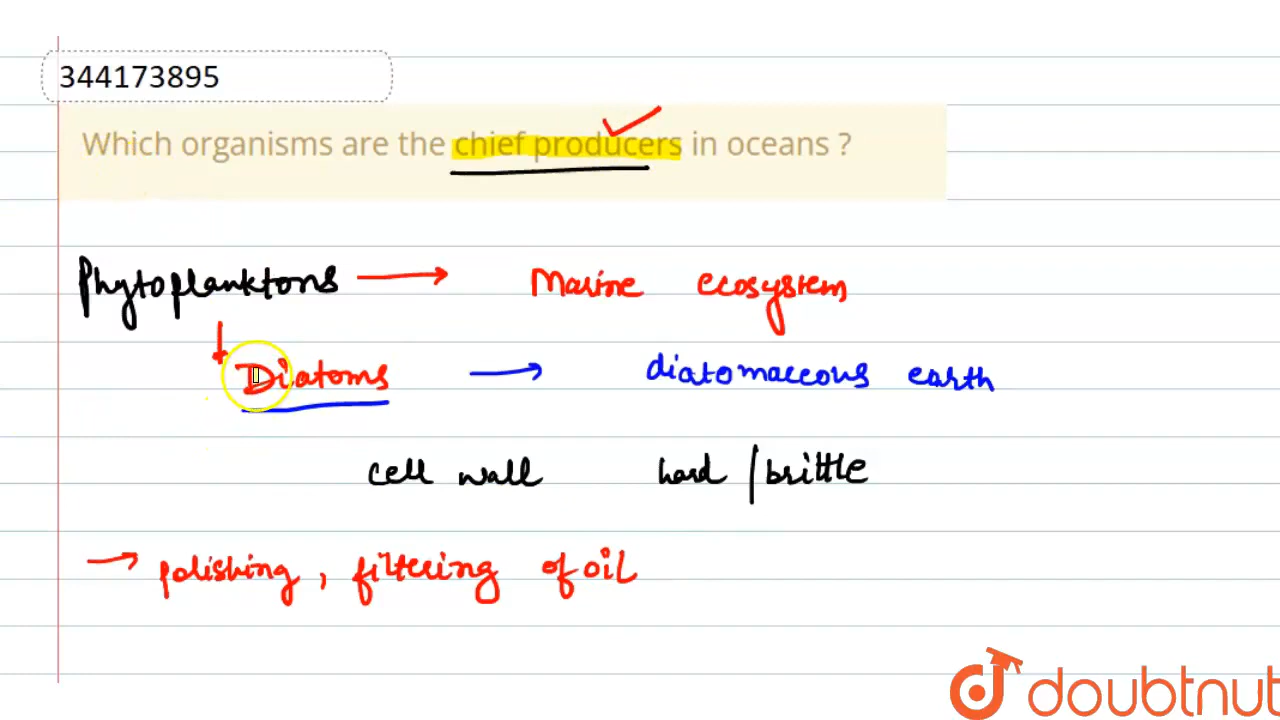 344173895
Which organisms are the chief producers in oceans ?
Phytoplanktons → Marine ecosystem
Diatoms → diatomaceous earth
cell wall hard / brittle
→ polishing, filtering of oil
doubtnut